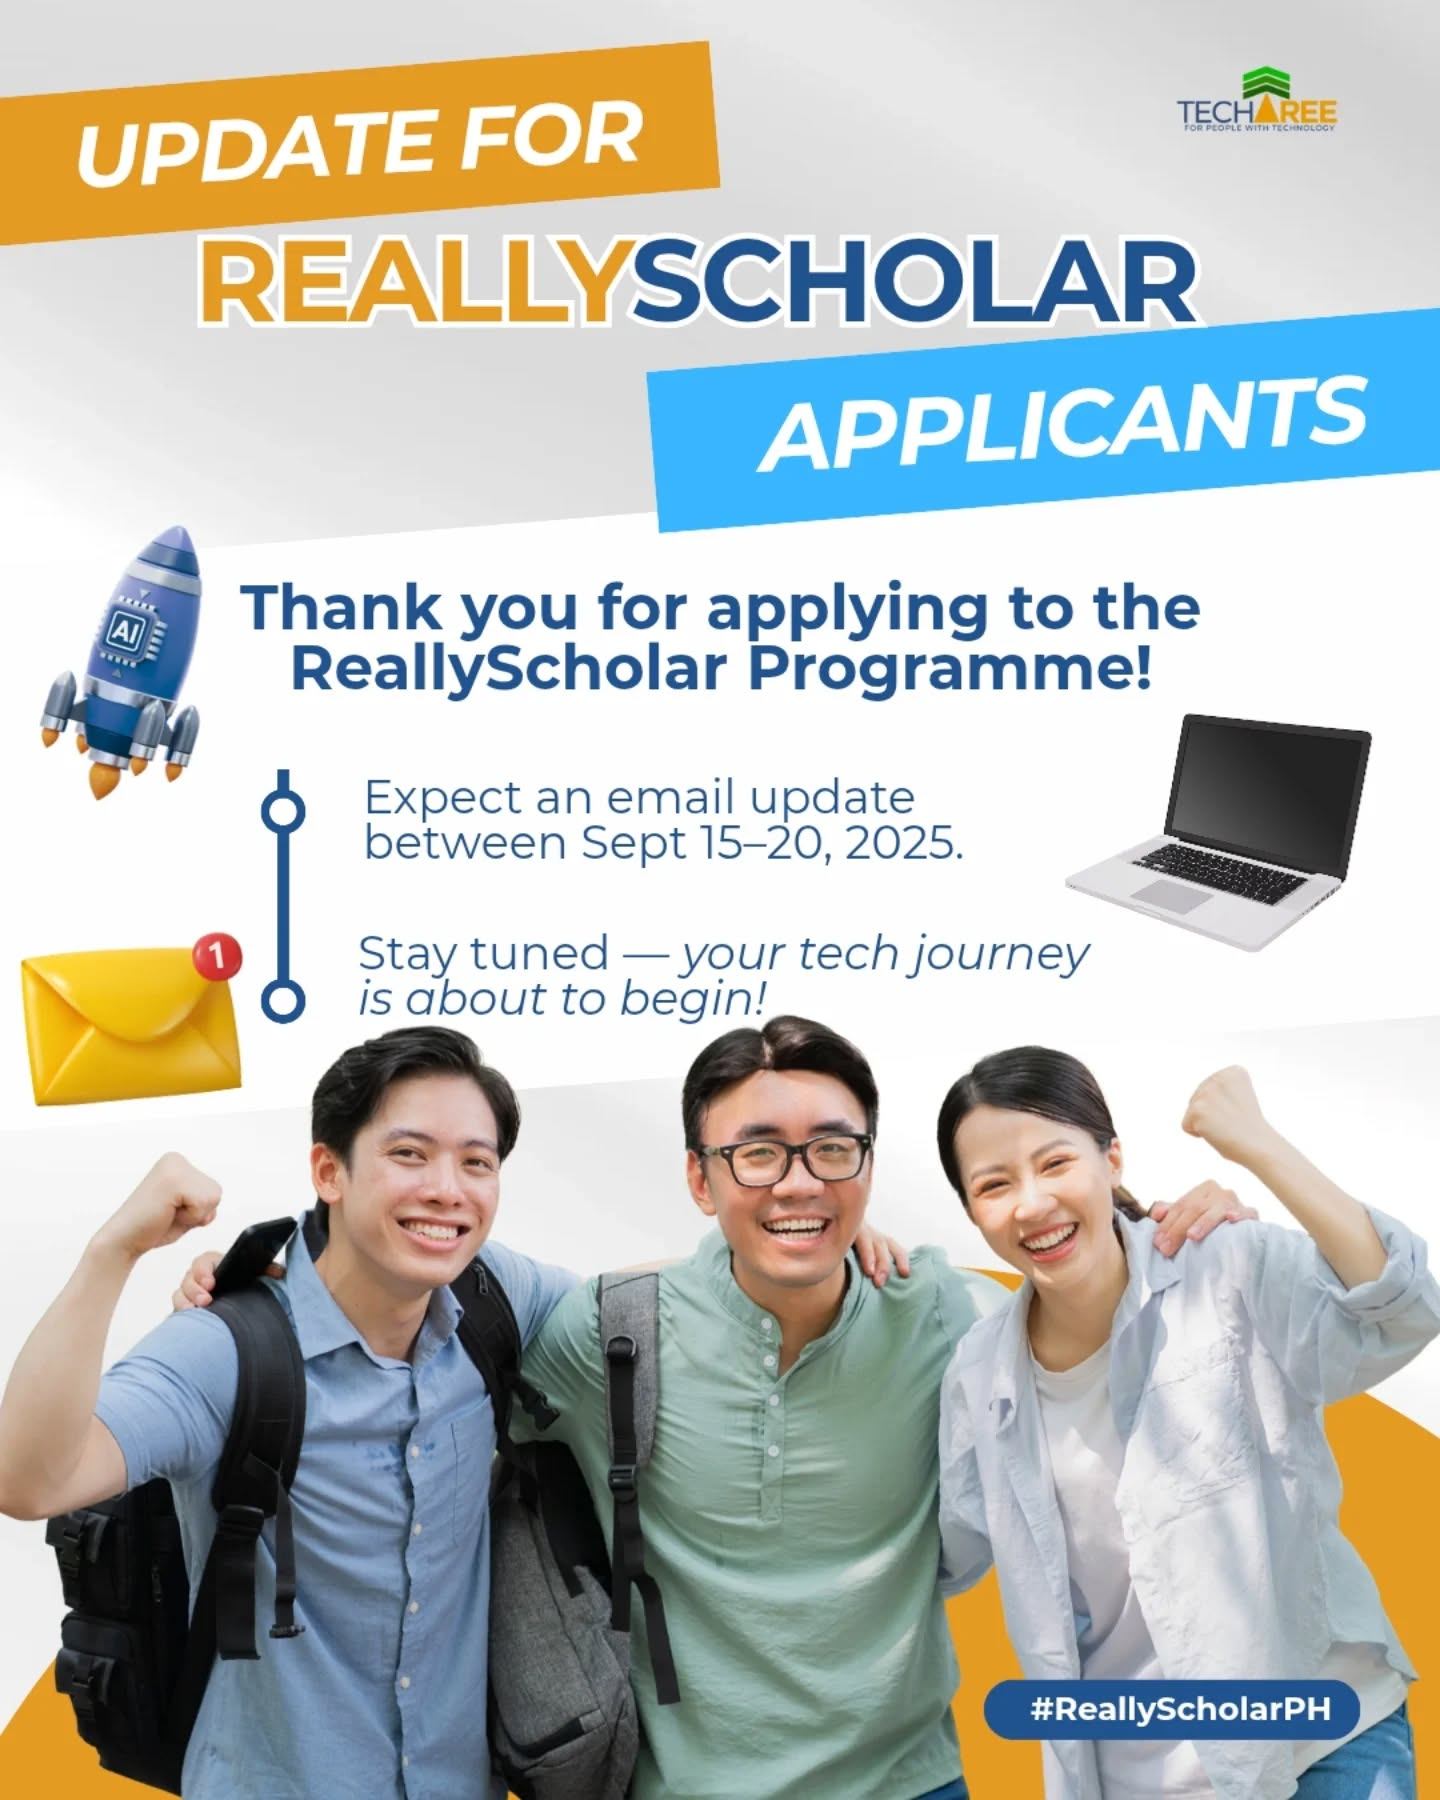 UPDATE FOR
TECHAREE
FOR PEOPLE WITH TECHNOLOGY
REALLYSCHOLAR
APPLICANTS
AI
Thank you for applying to the
ReallyScholar Programme!
Expect an email update
between Sept 15–20, 2025.
1
Stay tuned — your tech journey
is about to begin!
#ReallyScholarPH